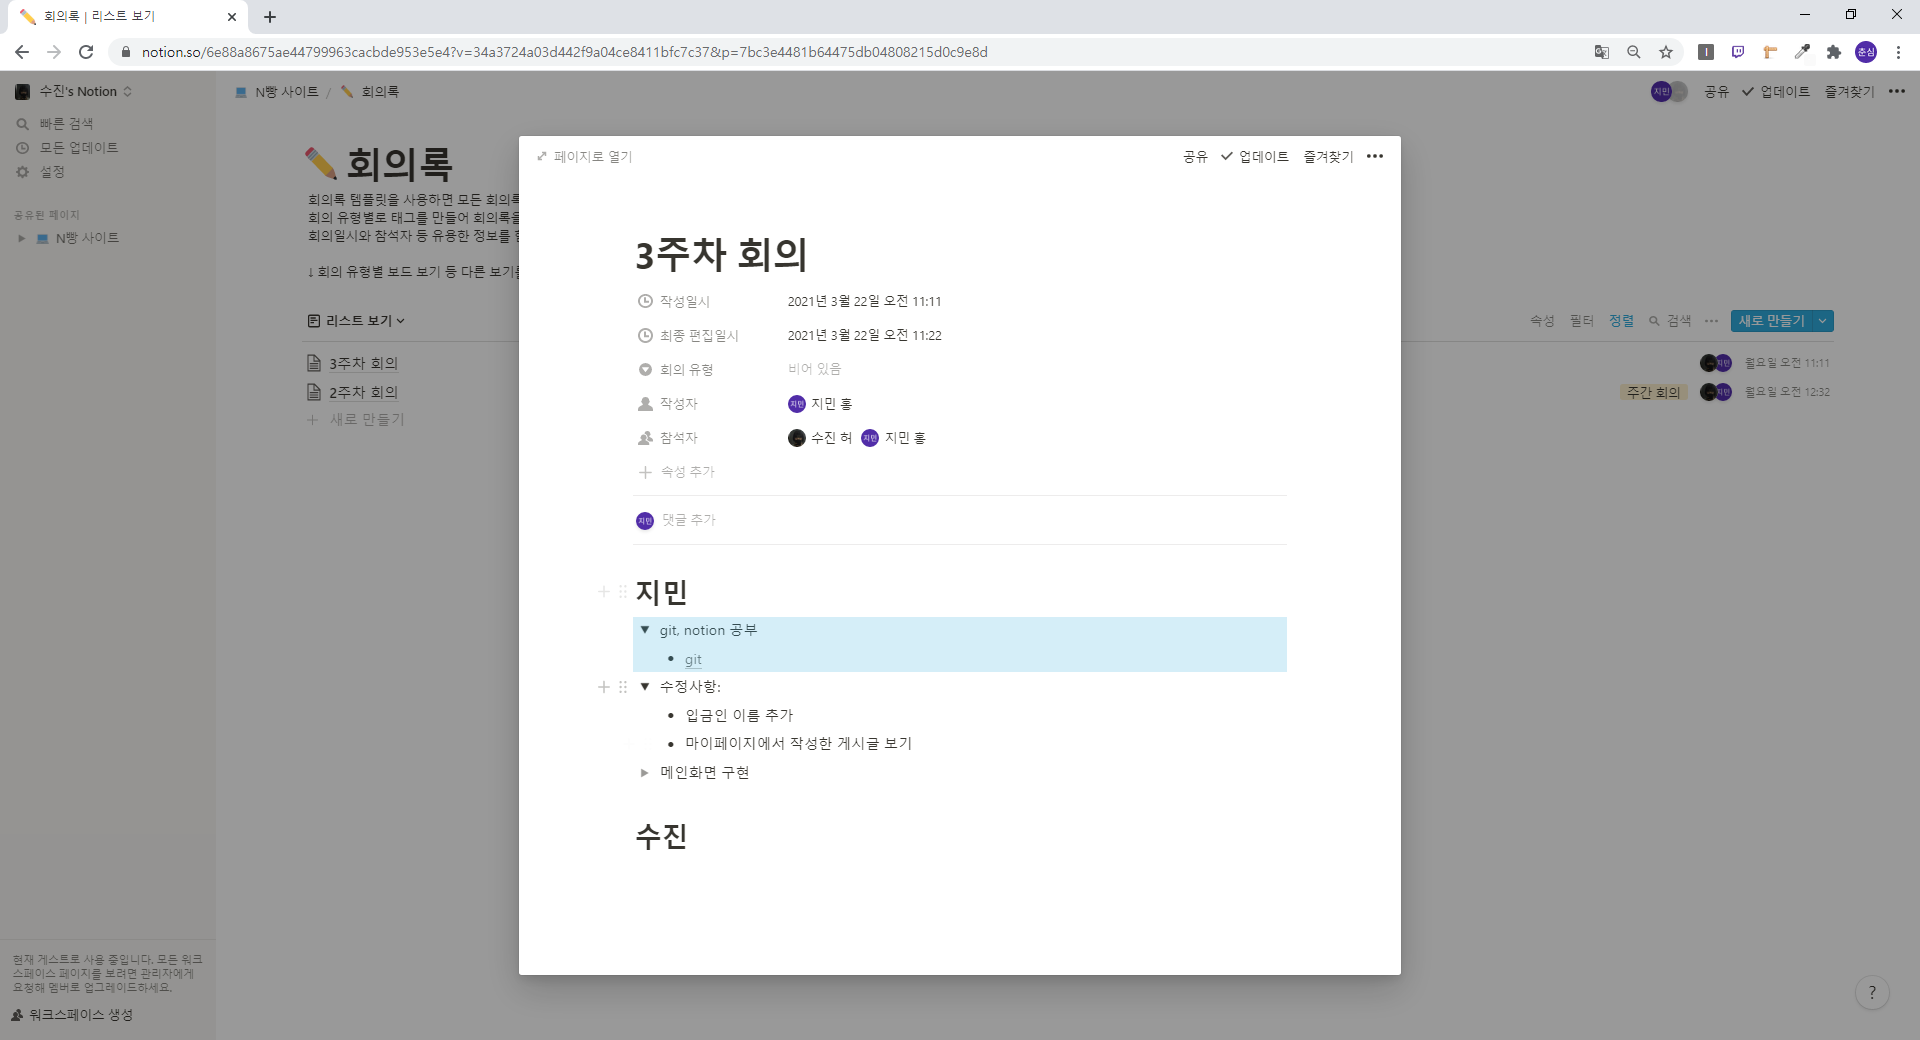 회의록 | 리스트 보기
notion.so/6e88a8675ae44799963cacbde953e5e4?v=34a3724a03d442f9a04ce8411bfc7c37&p=7bc3e4481b64475db04808215d0c9e8d
춘심
수진's Notion
빠른 검색
모든 업데이트
설정
공유된 페이지
N빵 사이트
현재 게스트로 사용 중입니다. 모든 워크
스페이스 페이지를 보려면 관리자에게
요청해 멤버로 업그레이드하세요.
워크스페이스 생성
N빵 사이트 / 회의록
지민
공유 업데이트 즐겨찾기
회의록
회의록 템플릿을 사용하면 모든 회의록
회의 유형별로 태그를 만들어 회의록을
회의일시와 참석자 등 유용한 정보를 한
↓ 회의 유형별 보드 보기 등 다른 보기를
리스트 보기
속성 필터 정렬 검색 새로 만들기
3주차 회의
지민 월요일 오전 11:11
2주차 회의
주간 회의 지민 월요일 오전 12:32
새로 만들기
페이지로 열기
공유 업데이트 즐겨찾기
3주차 회의
작성일시 2021년 3월 22일 오전 11:11
최종 편집일시 2021년 3월 22일 오전 11:22
회의 유형 비어 있음
작성자 지민 지민 홍
참석자 수진 허 지민 지민 홍
속성 추가
지민 댓글 추가
지민
git, notion 공부
git
수정사항:
입금인 이름 추가
마이페이지에서 작성한 게시글 보기
메인화면 구현
수진
?